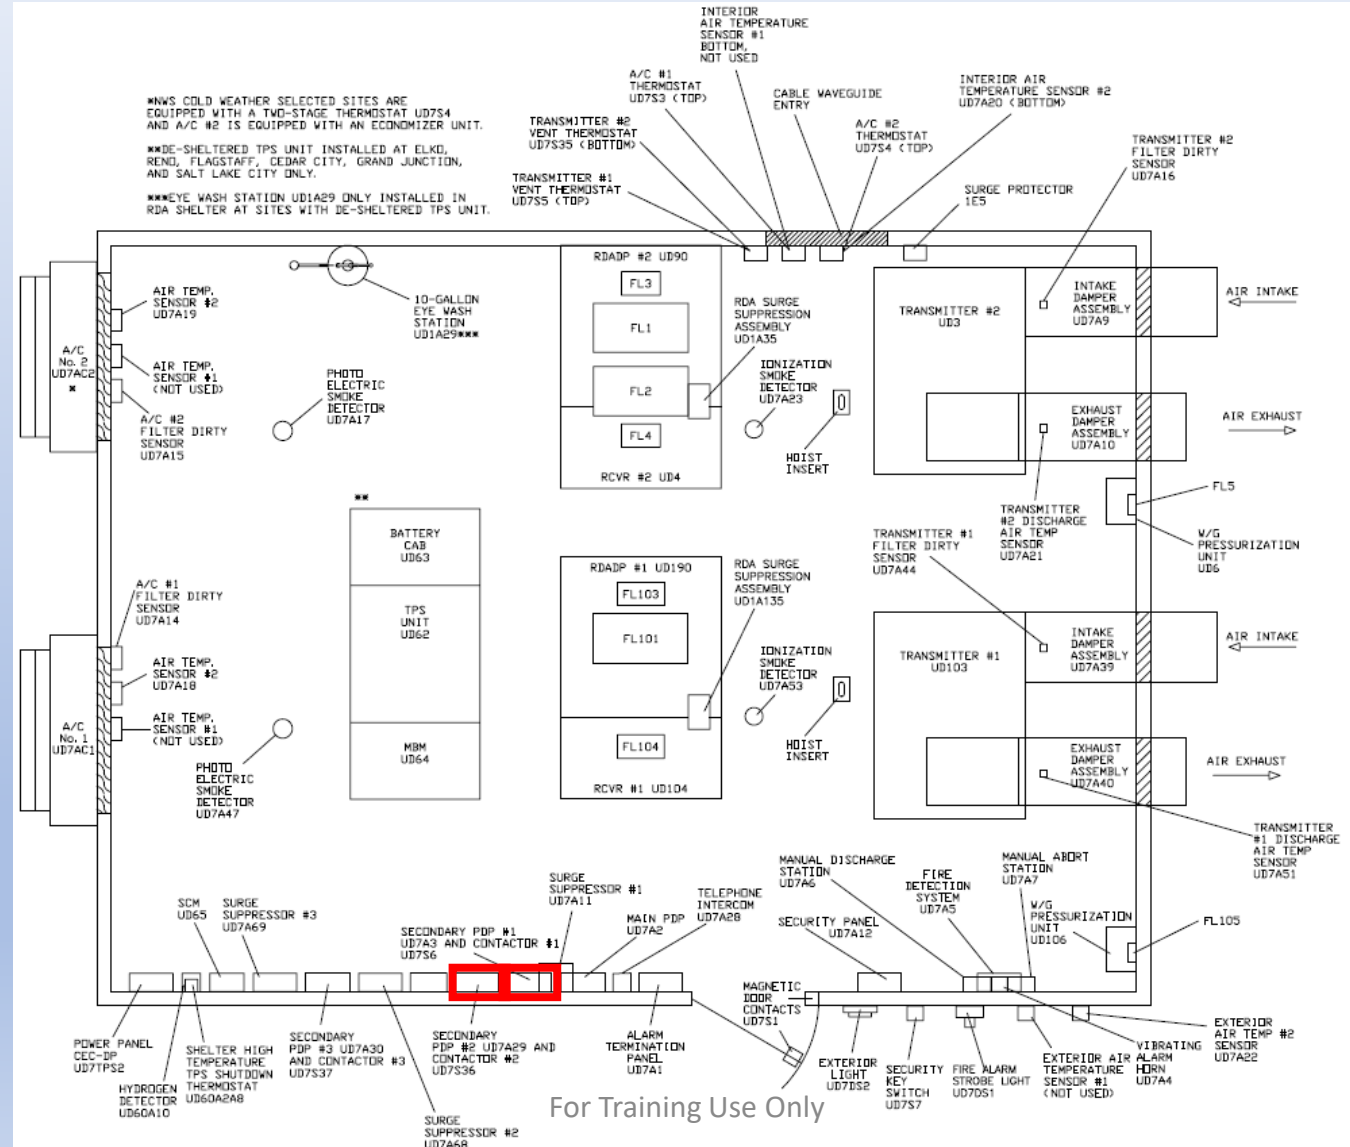 INTERIOR
AIR TEMPERATURE
SENSOR #1
BOTTOM,
NOT USED
A/C #1
THERMOSTAT
UD7S3 (TOP)
CABLE WAVEGUIDE
ENTRY
INTERIOR AIR
TEMPERATURE SENSOR #2
UD7A20 (BOTTOM)
*NWS COLD WEATHER SELECTED SITES ARE
EQUIPPED WITH A TWO-STAGE THERMOSTAT UD7S4
AND A/C #2 IS EQUIPPED WITH AN ECONOMIZER UNIT.
**DE-SHELTERED TPS UNIT INSTALLED AT ELKO,
RENO, FLAGSTAFF, CEDAR CITY, GRAND JUNCTION,
AND SALT LAKE CITY ONLY.
***EYE WASH STATION UD1A29 ONLY INSTALLED IN
RDA SHELTER AT SITES WITH DE-SHELTERED TPS UNIT.
TRANSMITTER #2
VENT THERMOSTAT
UD7S35 (BOTTOM)
A/C #2
THERMOSTAT
UD7S4 (TOP)
TRANSMITTER #2
FILTER DIRTY
SENSOR
UD7A16
TRANSMITTER #1
VENT THERMOSTAT
UD7S5 (TOP)
SURGE PROTECTOR
1E5
RDADP #2 UD90
FL3
FL1
FL2
FL4
RCVR #2 UD4
AIR TEMP.
SENSOR #2
UD7A19
10-GALLON
EYE WASH
STATION
UD1A29***
RDA SURGE
SUPPRESSION
ASSEMBLY
UD1A35
TRANSMITTER #2
UD3
INTAKE
DAMPER
ASSEMBLY
UD7A9
AIR INTAKE
A/C
No. 2
UD7AC2
*
AIR TEMP.
SENSOR #1
(NOT USED)
PHOTO
ELECTRIC
SMOKE
DETECTOR
UD7A17
IONIZATION
SMOKE
DETECTOR
UD7A23
A/C #2
FILTER DIRTY
SENSOR
UD7A15
HOIST
INSERT
EXHAUST
DAMPER
ASSEMBLY
UD7A10
AIR EXHAUST
FL5
TRANSMITTER
#2 DISCHARGE
AIR TEMP
SENSOR
UD7A21
W/G
PRESSURIZATION
UNIT
UD6
**
BATTERY
CAB
UD63
TPS
UNIT
UD62
MBM
UD64
TRANSMITTER #1
FILTER DIRTY
SENSOR
UD7A44
RDADP #1 UD190
FL103
FL101
FL104
RCVR #1 UD104
RDA SURGE
SUPPRESSION
ASSEMBLY
UD1A135
A/C #1
FILTER DIRTY
SENSOR
UD7A14
AIR TEMP.
SENSOR #2
UD7A18
AIR TEMP.
SENSOR #1
(NOT USED)
A/C
No. 1
UD7AC1
PHOTO
ELECTRIC
SMOKE
DETECTOR
UD7A47
IONIZATION
SMOKE
DETECTOR
UD7A53
HOIST
INSERT
TRANSMITTER #1
UD103
INTAKE
DAMPER
ASSEMBLY
UD7A39
AIR INTAKE
EXHAUST
DAMPER
ASSEMBLY
UD7A40
AIR EXHAUST
TRANSMITTER
#1 DISCHARGE
AIR TEMP
SENSOR
UD7A51
SCM
UD65
SURGE
SUPPRESSOR #3
UD7A69
SECONDARY PDP #1
UD7A3 AND CONTACTOR #1
UD7S6
SURGE
SUPPRESSOR #1
UD7A11
MAIN PDP
UD7A2
TELEPHONE
INTERCOM
UD7A28
MANUAL DISCHARGE
STATION
UD7A6
SECURITY PANEL
UD7A12
FIRE
DETECTION
SYSTEM
UD7A5
MANUAL ABORT
STATION
UD7A7
W/G
PRESSURIZATION
UNIT
UD106
FL105
MAGNETIC
DOOR
CONTACTS
UD7S1
POWER PANEL
CEC-DP
UD7TPS2
HYDROGEN
DETECTOR
UD60A10
SHELTER HIGH
TEMPERATURE
TPS SHUTDOWN
THERMOSTAT
UD60A2A8
SECONDARY
PDP #3 UD7A30
AND CONTACTOR #3
UD7S37
SURGE
SUPPRESSOR #2
UD7A68
SECONDARY
PDP #2 UD7A29 AND
CONTACTOR #2
UD7S36
ALARM
TERMINATION
PANEL
UD7A1
EXTERIOR
LIGHT
UD7DS2
SECURITY
KEY
SWITCH
UD7S7
FIRE ALARM
STROBE LIGHT
UD7DS1
EXTERIOR AIR
TEMPERATURE
SENSOR #1
(NOT USED)
VIBRATING
ALARM
HORN
UD7A4
EXTERIOR
AIR TEMP #2
SENSOR
UD7A22
For Training Use Only